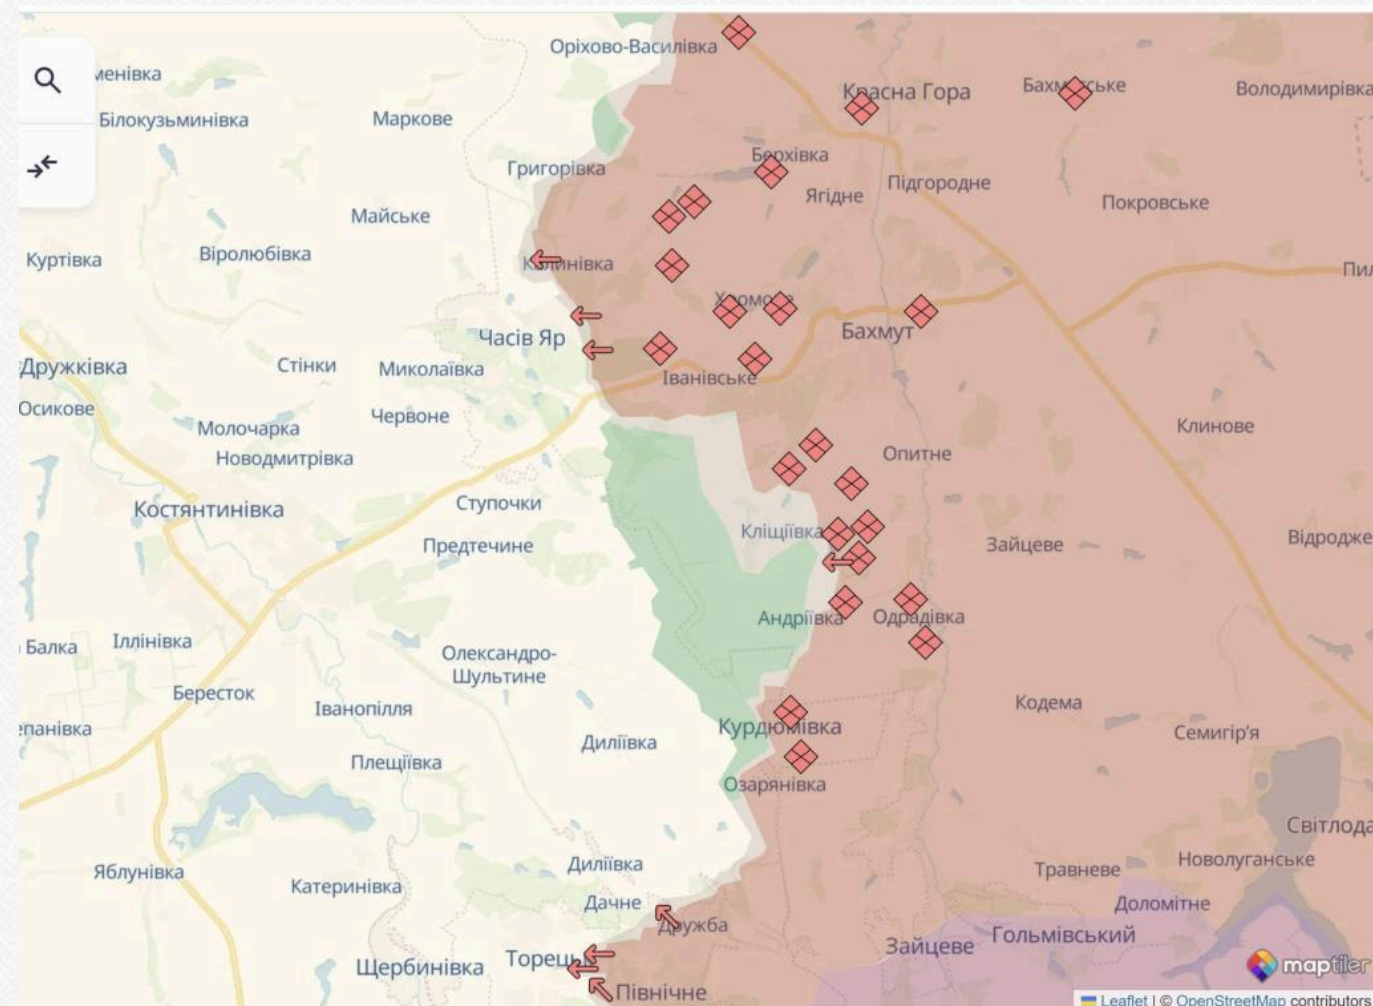 Оріхово-Василівка
менівка
Красна Гора
Бахмутське
Володимирівка
Білокузьминівка
Маркове
Берхівка
Григорівка
Підгородне
Ягідне
Покровське
Майське
Віролюбівка
Куртівка
Калинівка
Пил
Хромове
Часів Яр
Бахмут
Дружківка
Стінки
Миколаївка
Іванівське
Осикове
Червоне
Молочарка
Клинове
Новодмитрівка
Опитне
Ступочки
Костянтинівка
Кліщіївка
Відродже
Предтечине
Зайцеве
Андріївка
Одрадівка
Балка
Іллінівка
Олександро-
Шультине
Бересток
Іванопілля
Кодема
епанівка
Курдюмівка
Семигір’я
Диліївка
Плещіївка
Озарянівка
Світлода
Новолуганське
Диліївка
Травневе
Яблунівка
Катеринівка
Дачне
Доломітне
Дружба
Гольмівський
Зайцеве
Торецьк
Щербинівка
maptiler
Північне
Leaflet | © OpenStreetMap contributors